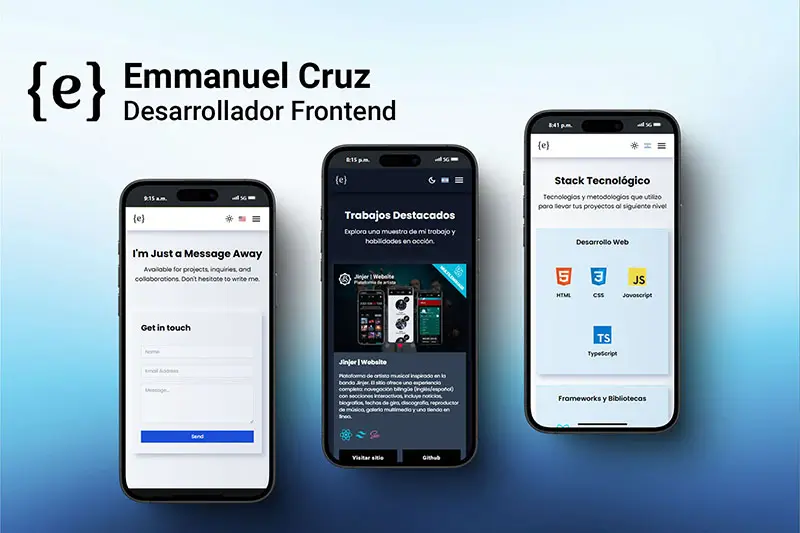 {e} Emmanuel Cruz
Desarrollador Frontend
9:15 a.m.
5G
{e}
I'm Just a Message Away
Available for projects, inquiries, and
collaborations. Don't hesitate to write me.
Get in touch
Name
Email Address
Message...
Send
8:15 p.m.
5G
{e}
Trabajos Destacados
Explora una muestra de mi trabajo y
habilidades en acción.
Jinjer | Website
Plataforma de artista
Jinjer | Website
Plataforma de artista musical inspirada en la
banda Jinjer. El sitio ofrece una experiencia
completa: navegación bilingüe (inglés/español)
con secciones interactivas, incluye noticias,
biografías, fechas de gira, discografía, reproductor
de música, galería multimedia y una tienda en
línea.
Visitar sitio
Github
8:41 p.m.
5G
{e}
Stack Tecnológico
Tecnologías y metodologías que utilizo
para llevar tus proyectos al siguiente nivel
Desarrollo Web
HTML
CSS
JS
Javascript
TS
TypeScript
Frameworks y Bibliotecas